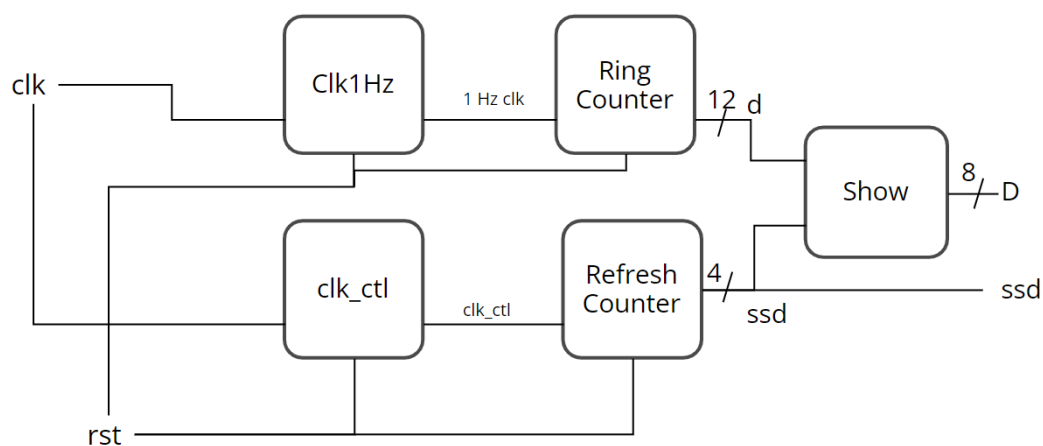 clk
Clk1Hz
1 Hz clk
Ring
Counter
12
d
Show
8
D
clk_ctl
clk_ctl
Refresh
Counter
4
ssd
ssd
rst